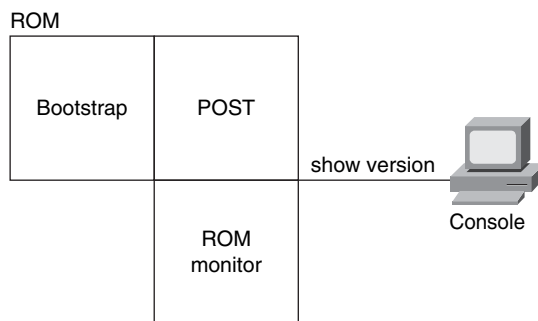 ROM
Bootstrap
POST
show version
Console
ROM
monitor